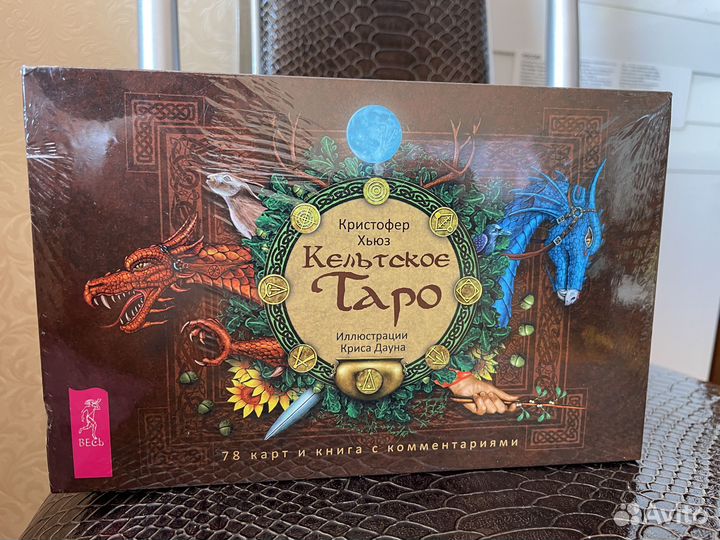 Кристофер
Хьюз
Кельтское
Таро
Иллюстрации
Криса Дауна
ВЕСЬ
78 карт и книга с комментариями
Avito